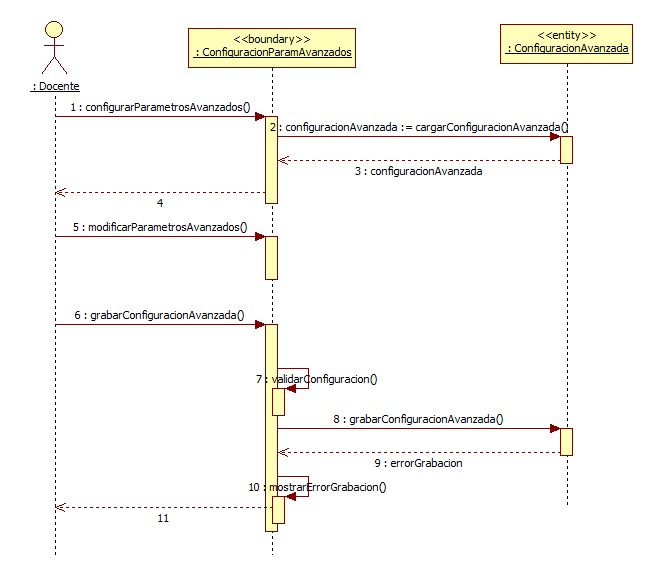 <<boundary>>
: ConfiguracionParamAvanzados
<<entity>>
: ConfiguracionAvanzada
: Docente
1 : configurarParametrosAvanzados()
2 : configuracionAvanzada := cargarConfiguracionAvanzada()
3 : configuracionAvanzada
4
5 : modificarParametrosAvanzados()
6 : grabarConfiguracionAvanzada()
7 : validarConfiguracion()
8 : grabarConfiguracionAvanzada()
9 : errorGrabacion
10 : mostrarErrorGrabacion()
11